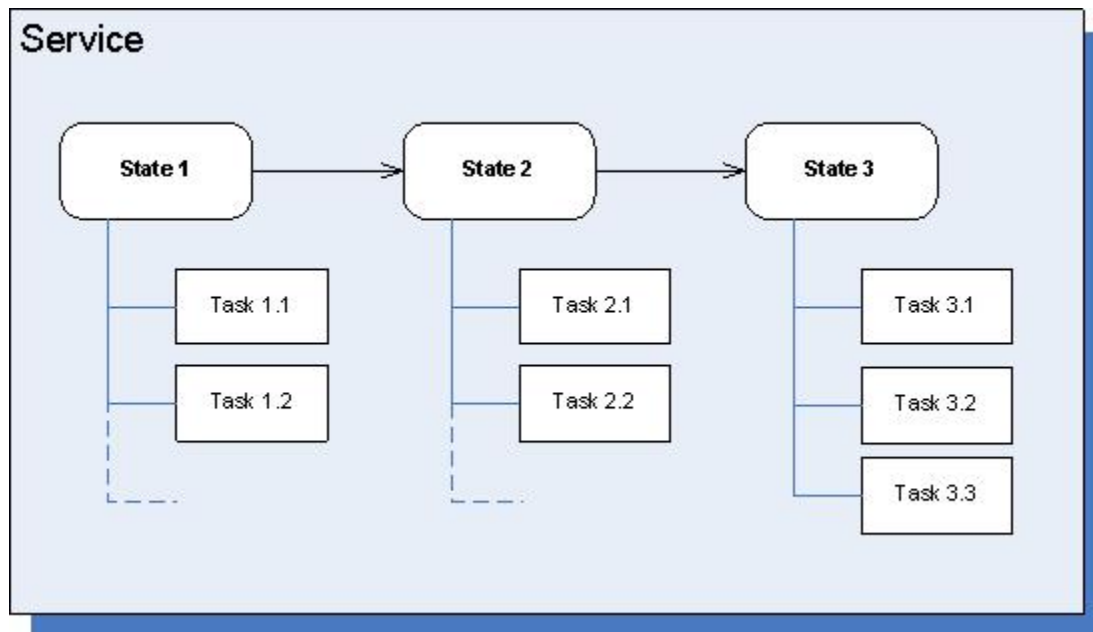 Service
State 1
State 2
State 3
Task 1.1
Task 2.1
Task 3.1
Task 1.2
Task 2.2
Task 3.2
Task 3.3